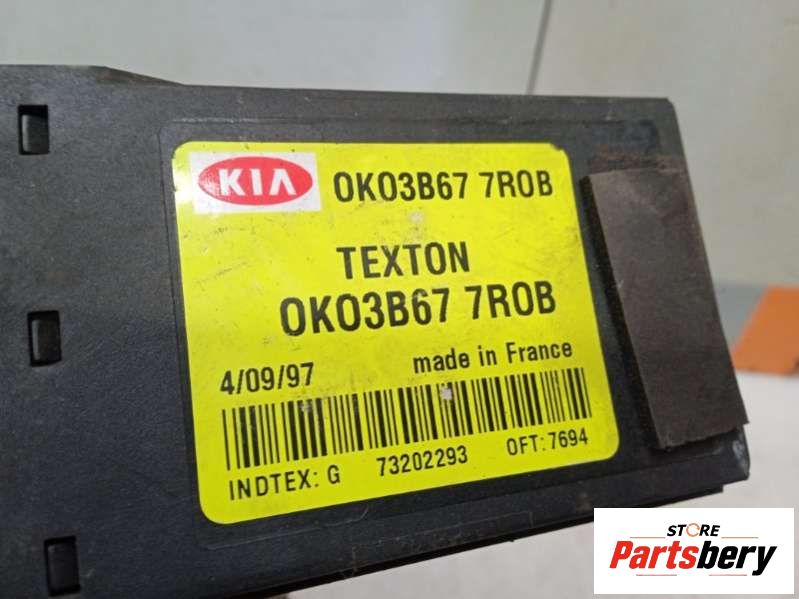 KIA 0K03B67 7R0B
TEXTON
0K03B67 7R0B
4/09/97 made in France
INDTEX: G 73202293 OFT: 7694
STORE
Partsbery